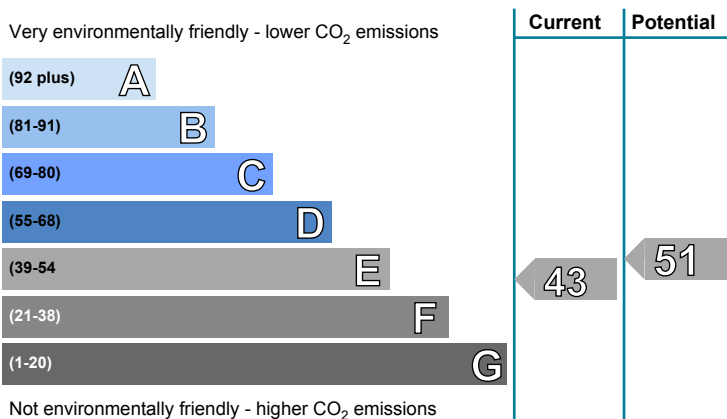 Current Potential
Very environmentally friendly - lower CO2 emissions
(92 plus) A
(81-91) B
(69-80) C
(55-68) D
(39-54 E
43 51
(21-38) F
(1-20) G
Not environmentally friendly - higher CO2 emissions